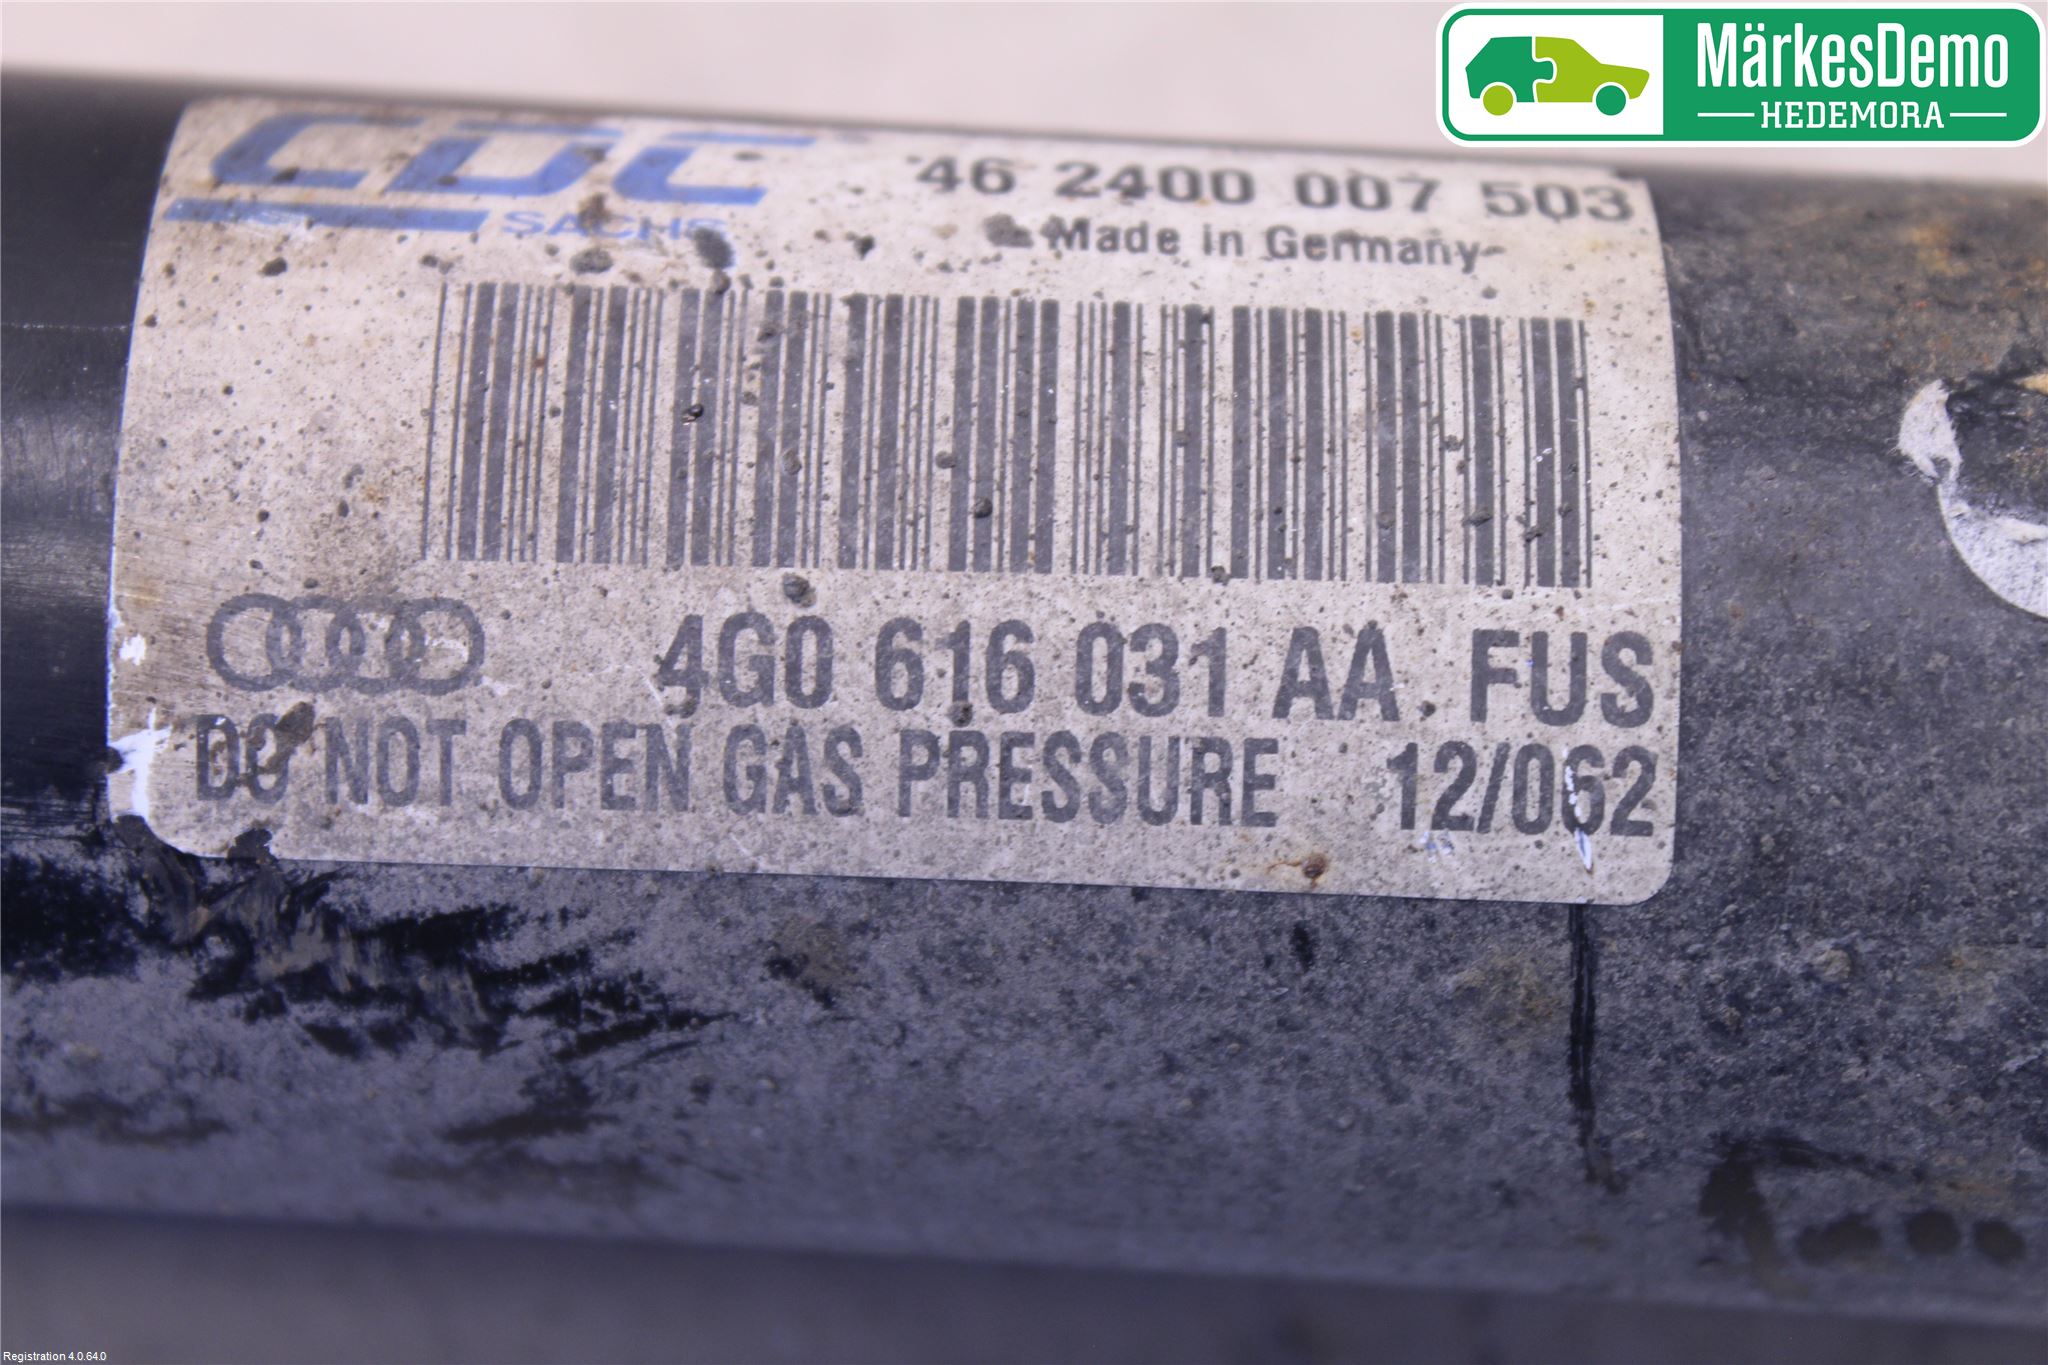 MärkesDemo
HEDEMORA
CDC
SACHS
46 2400 007 503
Made in Germany
4G0 616 031 AA FUS
DO NOT OPEN GAS PRESSURE 12/062
Registration 4.0.64.0